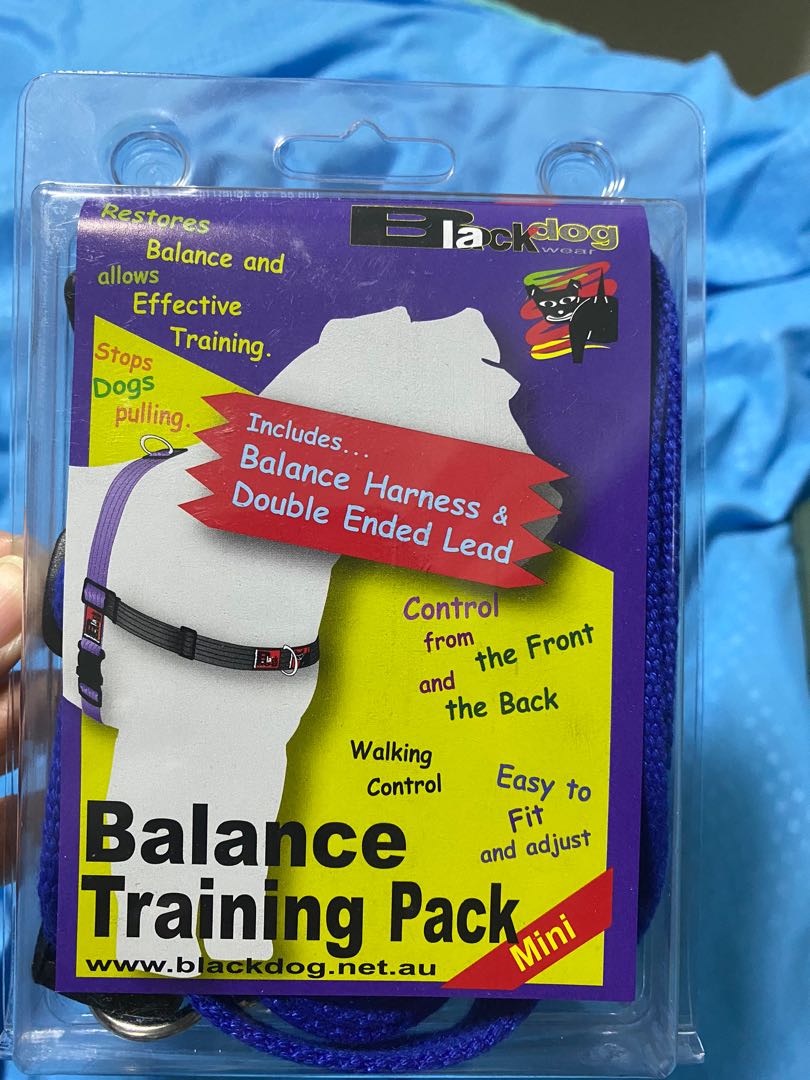 Restores
Balance and
allows
Effective
Training.
Blackdog
wear
Stops
Dogs
pulling.
Includes...
Balance Harness &
Double Ended Lead
Control
from
the Front
and
the Back
Walking
Control
Easy to
Fit
and adjust
Balance
Training Pack
Mini
www.blackdog.net.au